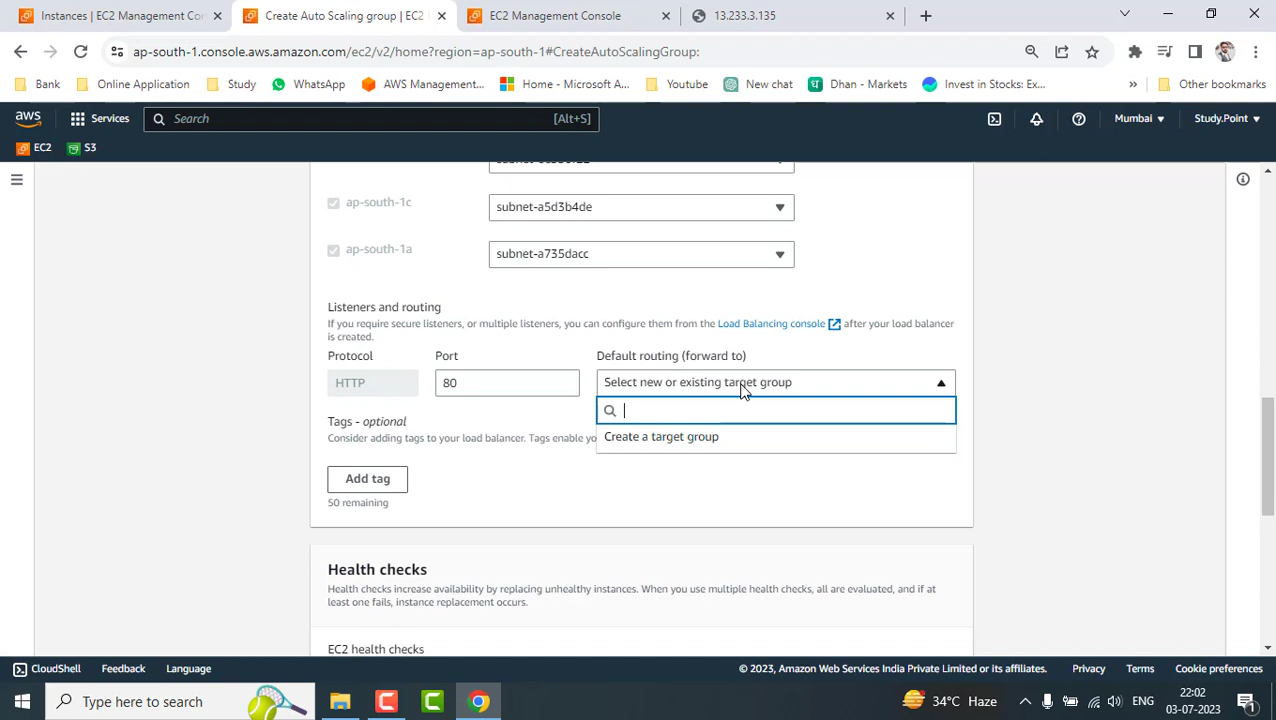 Instances | EC2 Management Con
Create Auto Scaling group | EC2
EC2 Management Console
13.233.3.135
ap-south-1.console.aws.amazon.com/ec2/v2/home?region=ap-south-1#CreateAutoScalingGroup:
Bank
Online Application
Study
WhatsApp
AWS Management...
Home - Microsoft A...
Youtube
New chat
Dhan - Markets
Invest in Stocks: Ex...
Other bookmarks
aws
Services
Search
[Alt+S]
Mumbai
Study.Point
EC2
S3
ap-south-1c
subnet-a5d3b4de
ap-south-1a
subnet-a735dacc
Listeners and routing
If you require secure listeners, or multiple listeners, you can configure them from the Load Balancing console after your load balancer
is created.
Protocol
Port
Default routing (forward to)
HTTP
80
Select new or existing target group
Create a target group
Tags - optional
Consider adding tags to your load balancer. Tags enable yo
Add tag
50 remaining
Health checks
Health checks increase availability by replacing unhealthy instances. When you use multiple health checks, all are evaluated, and if at
least one fails, instance replacement occurs.
EC2 health checks
CloudShell
Feedback
Language
© 2023, Amazon Web Services India Private Limited or its affiliates.
Privacy
Terms
Cookie preferences
Type here to search
34°C Haze
ENG
22:02
03-07-2023
1